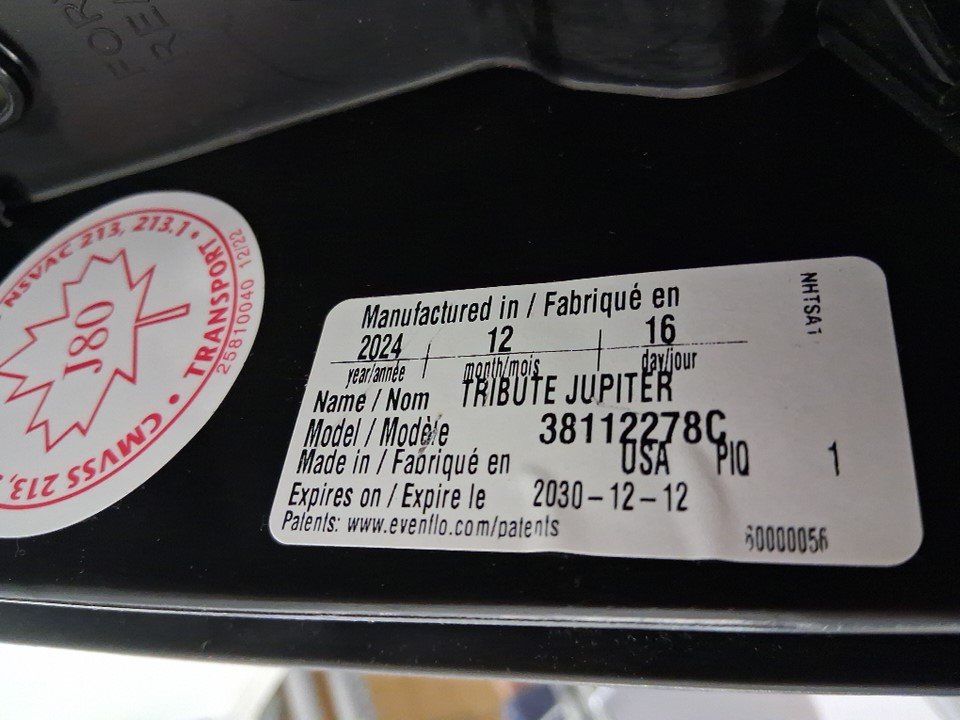 FOR
NSVAC 213, 213.1 • TRANSPORT • CMVSS 213,
J80
25810040 12/22
NHTSA1
Manufactured in / Fabriqué en
2024 12 16
year/année month/mois day/jour
Name / Nom TRIBUTE JUPITER
Model / Modèle 38112278C
Made in / Fabriqué en USA PIQ 1
Expires on / Expire le 2030-12-12
Patents: www.evenflo.com/patents
60000056